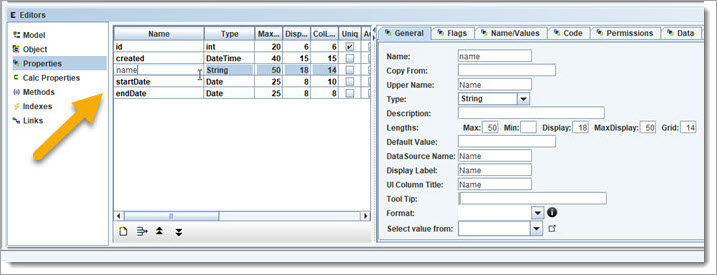 Editors
Model
Object
Properties
Calc Properties
Methods
Indexes
Links
Name Type Max... Disp... ColL... Uniq
id int 20 6 6
created DateTime 40 15 15
name String 50 18 14
startDate Date 25 8 10
endDate Date 25 8 8
General Flags Name/Values Code Permissions Data
Name: name
Copy From:
Upper Name: Name
Type: String
Description:
Lengths: Max: 50 Min: Display: 18 MaxDisplay: 50 Grid: 14
Default Value:
DataSource Name: Name
Display Label: Name
UI Column Title: Name
Tool Tip:
Format:
Select value from: